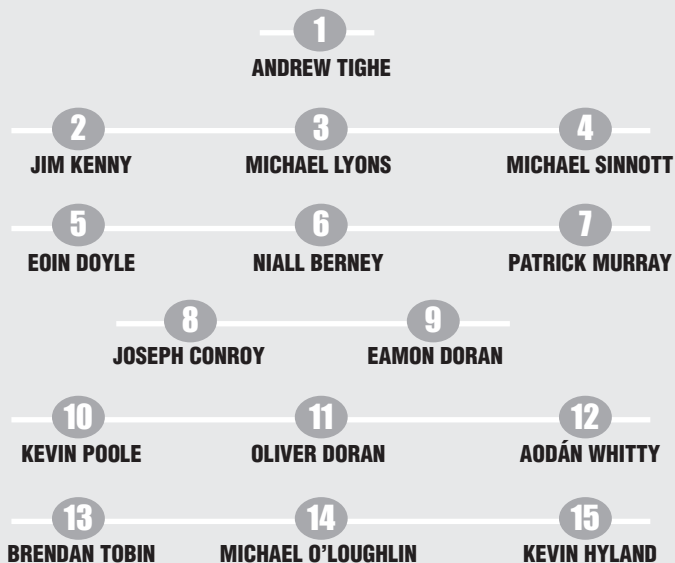 1
ANDREW TIGHE
2 3 4
JIM KENNY MICHAEL LYONS MICHAEL SINNOTT
5 6 7
EOIN DOYLE NIALL BERNEY PATRICK MURRAY
8 9
JOSEPH CONROY EAMON DORAN
10 11 12
KEVIN POOLE OLIVER DORAN AODÁN WHITTY
13 14 15
BRENDAN TOBIN MICHAEL O'LOUGHLIN KEVIN HYLAND